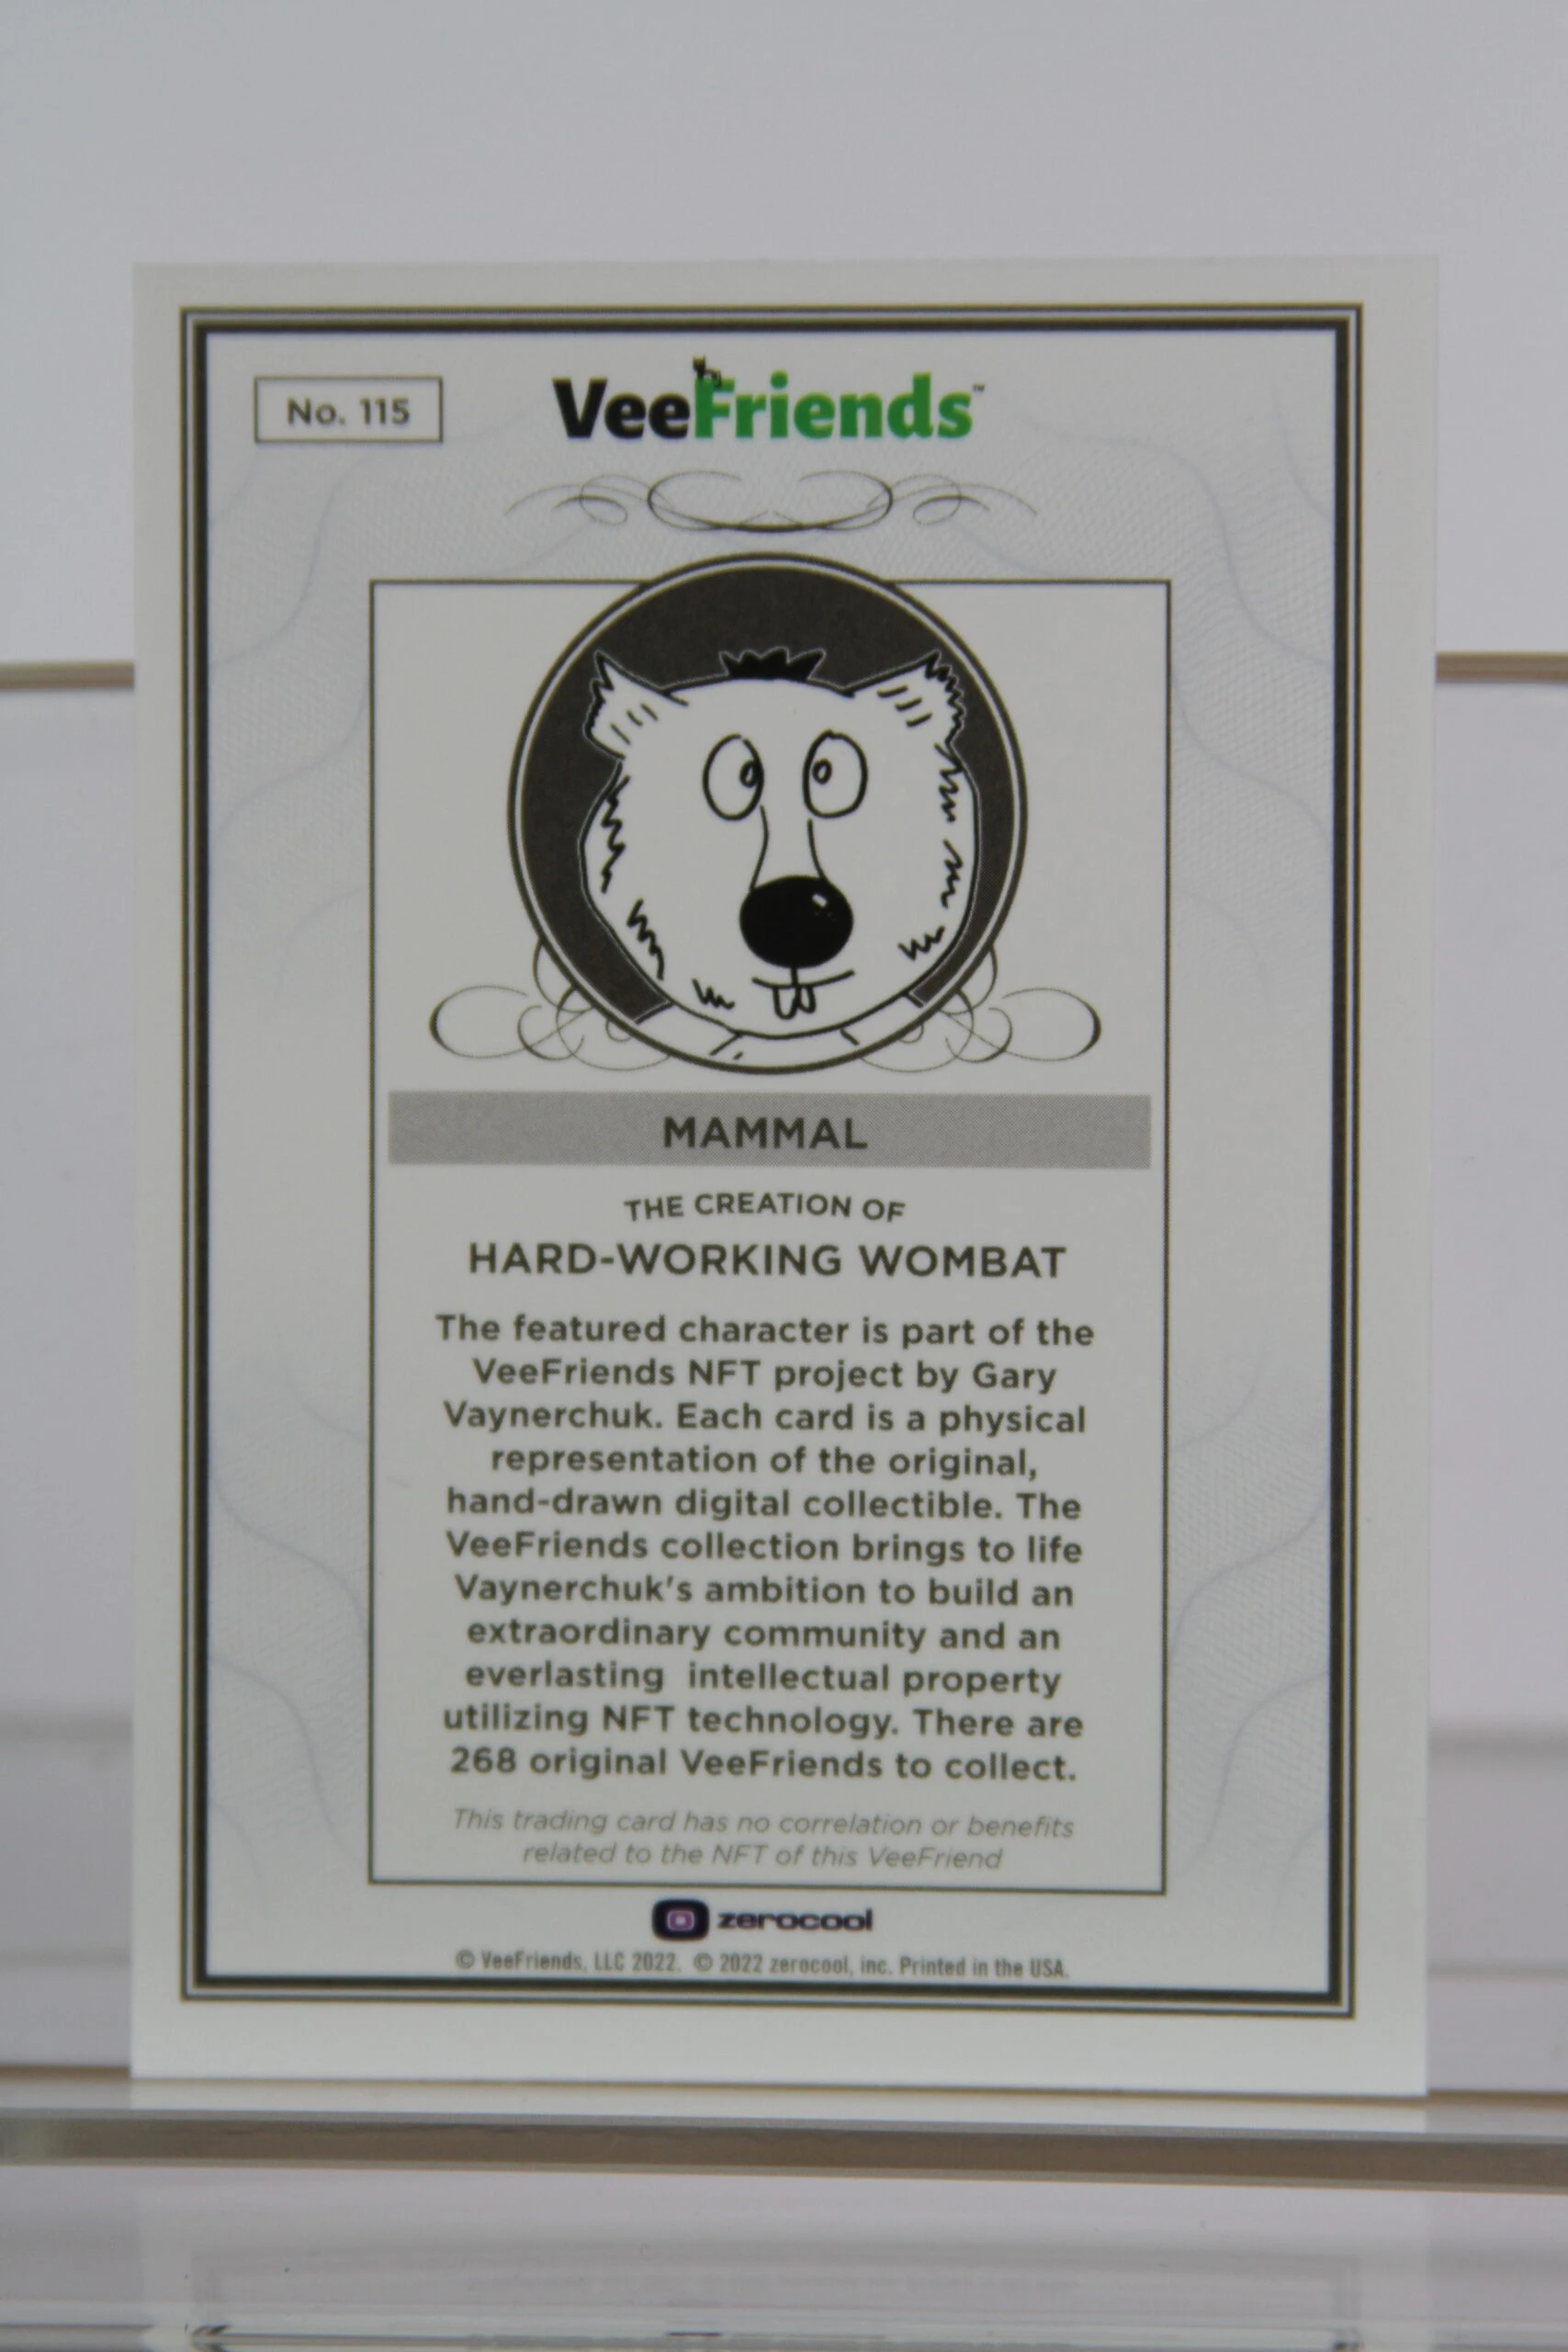 No. 115
VeeFriends™
MAMMAL
THE CREATION OF
HARD-WORKING WOMBAT
The featured character is part of the
VeeFriends NFT project by Gary
Vaynerchuk. Each card is a physical
representation of the original,
hand-drawn digital collectible. The
VeeFriends collection brings to life
Vaynerchuk's ambition to build an
extraordinary community and an
everlasting intellectual property
utilizing NFT technology. There are
268 original VeeFriends to collect.
This trading card has no correlation or benefits
related to the NFT of this VeeFriend
zerocool
© VeeFriends, LLC 2022. © 2022 zerocool, inc. Printed in the USA.